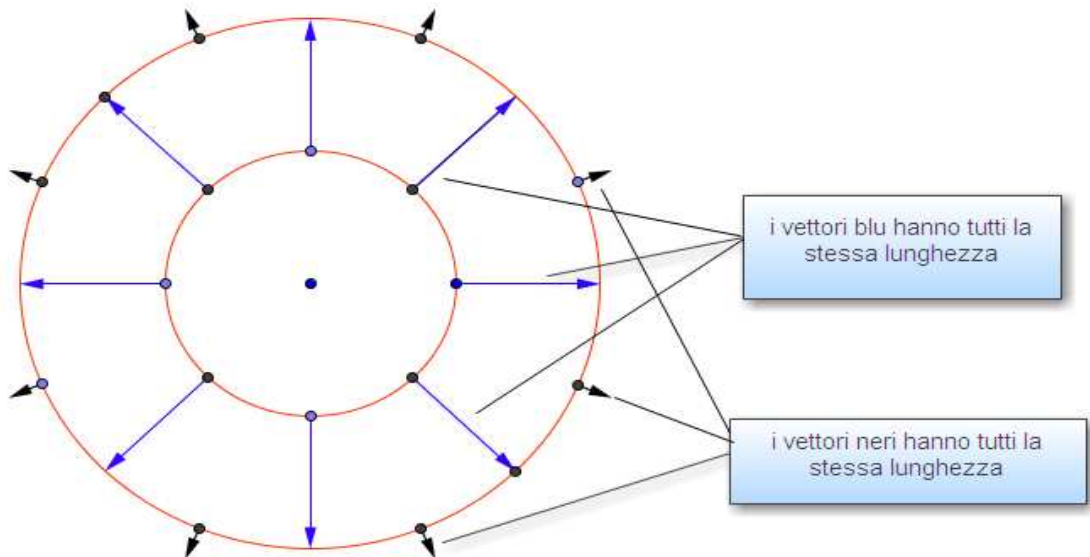 i vettori blu hanno tutti la
stessa lunghezza
i vettori neri hanno tutti la
stessa lunghezza